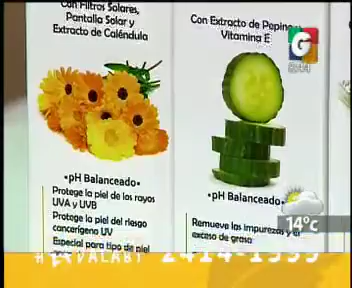 Con Filtros Solares,
Pantalla Solar y
Extracto de Caléndula
•pH Balanceado•
Protege la piel de los rayos
UVA y UVB
Protege la piel del riesgo
cancerígeno UV
Especial para tipo de piel
Con Extracto de Pepino y
Vitamina E
•pH Balanceado•
Remueve las impurezas y el
exceso de grasa
G
14°C